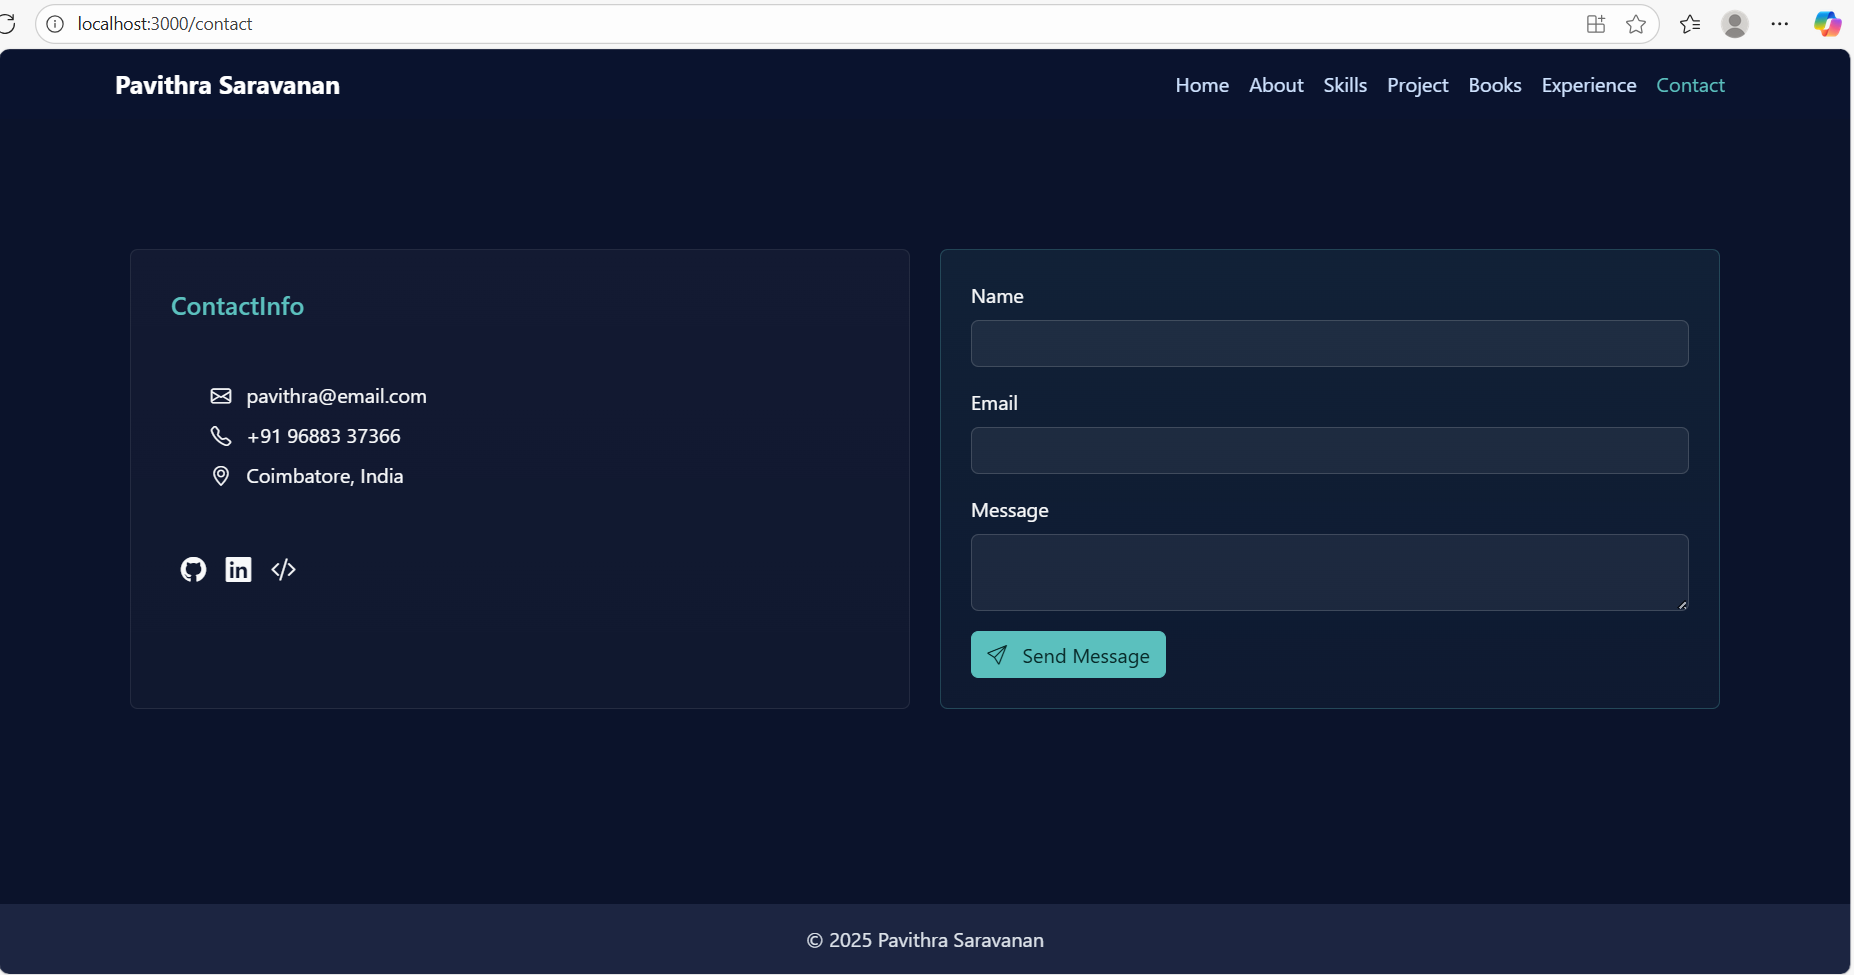 localhost:3000/contact
Pavithra Saravanan
Home About Skills Project Books Experience Contact
ContactInfo
pavithra@email.com
+91 96883 37366
Coimbatore, India
in
Name
Email
Message
Send Message
© 2025 Pavithra Saravanan